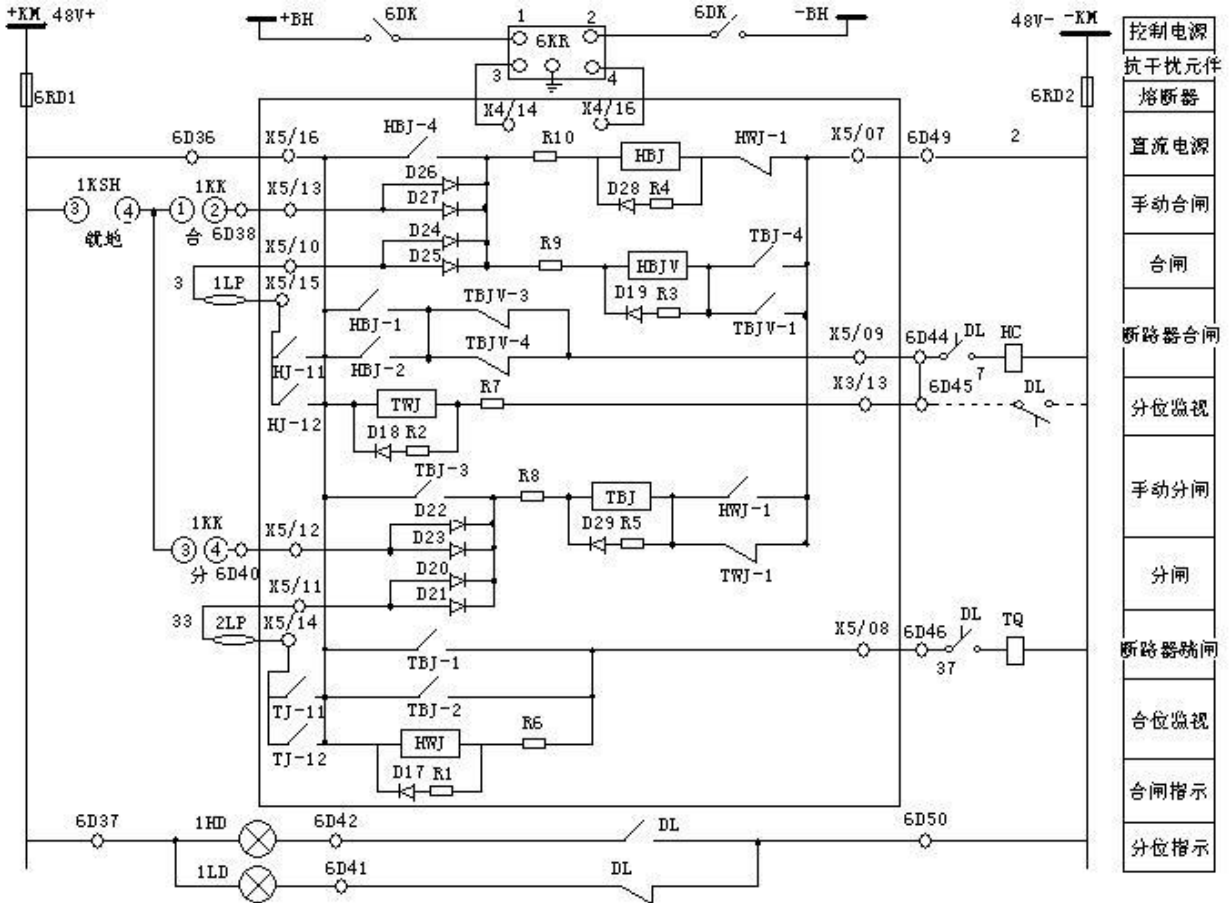 +KM 48V+
+BH
6DK
1
2
6KR
3
4
6DK
-BH
48V- -KM
控制电源
抗干扰元件
6RD1
X4/14
X4/16
6RD2
熔断器
6D36
X5/16
HBJ-4
R10
HBJ
HWJ-1
X5/07
6D49
2
直流电源
D26
D27
D28
R4
1KSH
3
4
就地
1KK
1
2
合
6D38
X5/13
手动合闸
D24
D25
X5/10
R9
HBJV
TBJ-4
合闸
3
1LP
X5/15
D19
R3
TBJV-1
HBJ-1
TBJV-3
HJ-11
HBJ-2
TBJV-4
X5/09
6D44
DL
7
HC
断路器合闸
HJ-12
TWJ
R7
X3/13
6D45
DL
分位监视
D18
R2
TBJ-3
R8
TBJ
HWJ-1
手动分闸
D22
D23
D29
R5
TWJ-1
1KK
3
4
分
6D40
X5/12
D20
D21
X5/11
分闸
33
2LP
X5/14
TBJ-1
X5/08
6D46
DL
37
TQ
断路器跳闸
TJ-11
TBJ-2
TJ-12
HWJ
R6
合位监视
D17
R1
合闸指示
6D37
1HD
6D42
DL
6D50
1LD
6D41
DL
分位指示